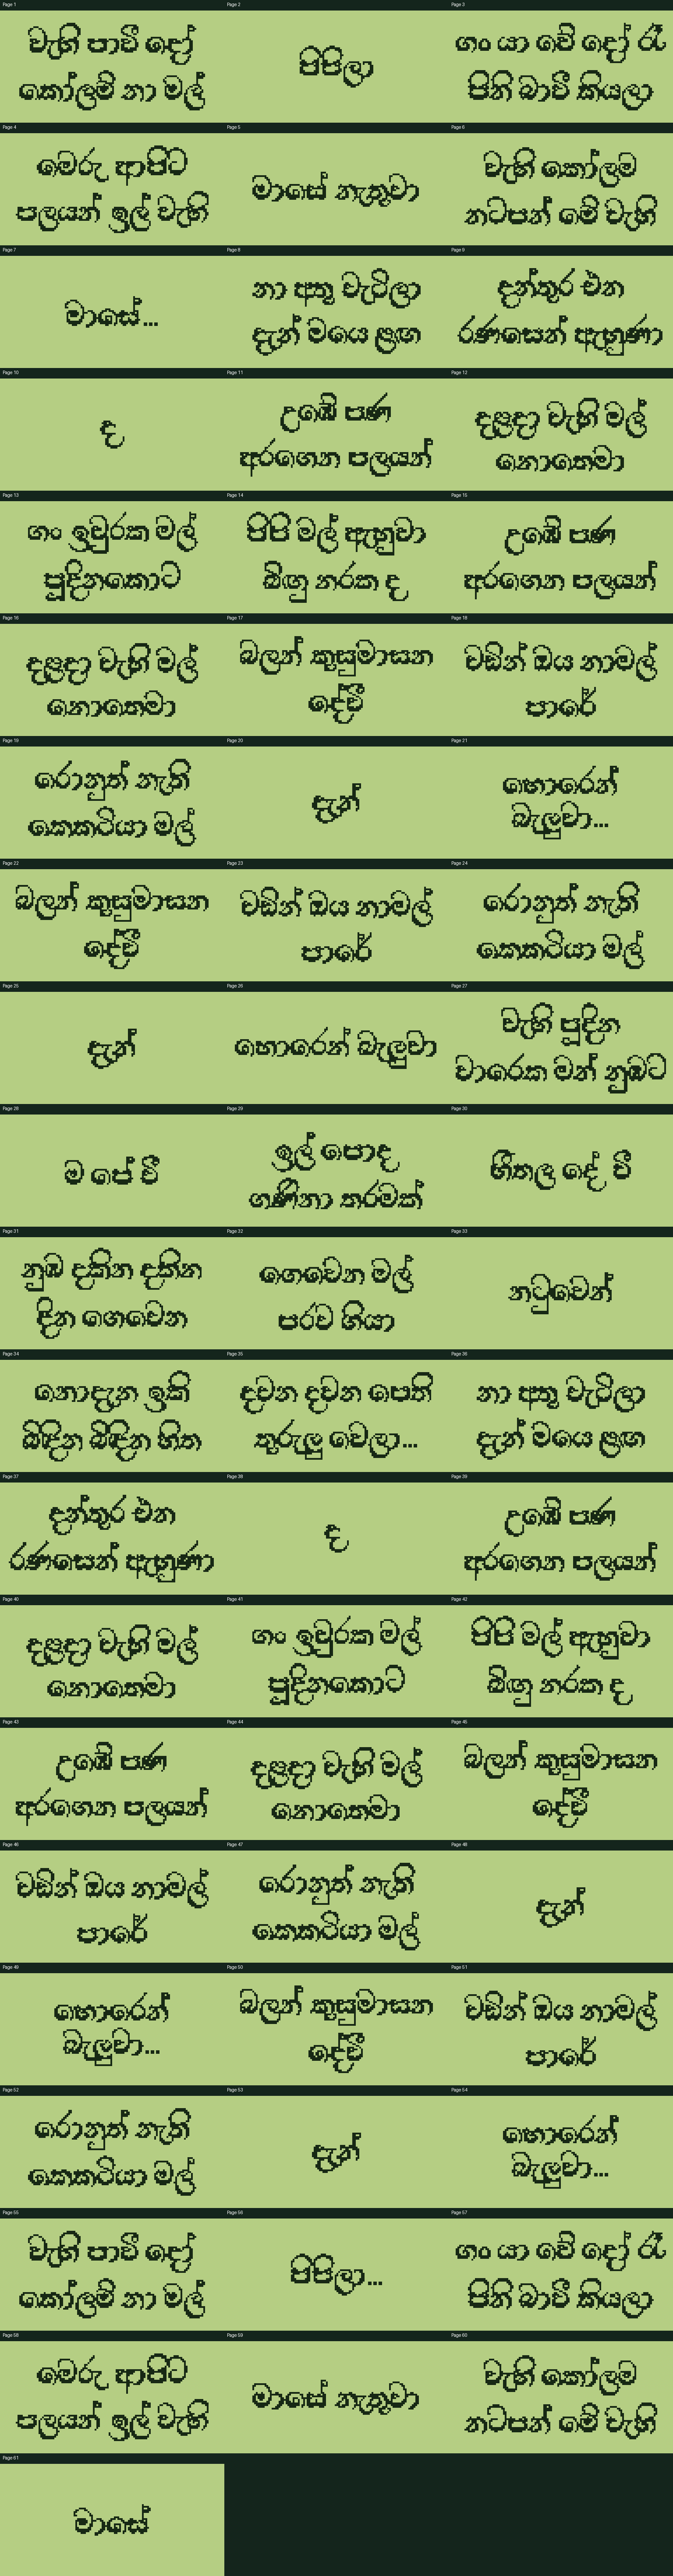 Page 1
වැහි පාවී දෝ
කෝලම් නා මල්
Page 2
පිපිලා
Page 3
ගං යා වේ දෝ රෑ
පිනි බාවී කියලා
Page 4
මෙරු ආපිට
පලයන් ඉල් වැහි
Page 5
මාසේ නැතුවා
Page 6
වැහි කෝලම
නටපන් මේ වැහි
Page 7
මාසේ...
Page 8
නා අතු වැටිලා
දැන් මගෙ ළඟ
Page 9
දන්තුර එන
රණසෙන් ඇහුණා
Page 10
ද
Page 11
උඹේ පණ
අරගෙන පලයන්
Page 12
දළදා වැහි මල්
නොතෙමා
Page 13
ගං ඉවුරක මල්
පූදිනකොට
Page 14
පිපි මල් ඇහුවා
බිඟු නරක ද
Page 15
උඹේ පණ
අරගෙන පලයන්
Page 16
දළදා වැහි මල්
නොතෙමා
Page 17
බලන් කුසුමාසන
දේවී
Page 18
වඩින් ඔය නාමල්
පාරේ
Page 19
රොනුත් නැති
කෙකටියා මල්
Page 20
දැන්
Page 21
හොරෙන්
බැලුවා...
Page 22
බලන් කුසුමාසන
දේවී
Page 23
වඩින් ඔය නාමල්
පාරේ
Page 24
රොනුත් නැති
කෙකටියා මල්
Page 25
දැන්
Page 26
හොරෙන් බැලුවා
Page 27
වැහි පූදින
වාරෙක මන් නුඹට
Page 28
ම පේ වී
Page 29
ඉල් පොද
ගණිනා තරමක්
Page 30
හීතල දේ වී
Page 31
නුඹ දකින දකින
දින ගෙවෙන
Page 32
ගෙවෙන මල්
පරව ගියා
Page 33
නටුවෙන්
Page 34
නොදැන ඉකි
බිඳින බිඳින හිත
Page 35
දවන දවන පෙති
තුරුලු වෙලා...
Page 36
නා අතු වැටිලා
දැන් මගෙ ළඟ
Page 37
දන්තුර එන
රණසෙන් ඇහුණා
Page 38
ද
Page 39
උඹේ පණ
අරගෙන පලයන්
Page 40
දළදා වැහි මල්
නොතෙමා
Page 41
ගං ඉවුරක මල්
පූදිනකොට
Page 42
පිපි මල් ඇහුවා
බිඟු නරක ද
Page 43
උඹේ පණ
අරගෙන පලයන්
Page 44
දළදා වැහි මල්
නොතෙමා
Page 45
බලන් කුසුමාසන
දේවී
Page 46
වඩින් ඔය නාමල්
පාරේ
Page 47
රොනුත් නැති
කෙකටියා මල්
Page 48
දැන්
Page 49
හොරෙන්
බැලුවා...
Page 50
බලන් කුසුමාසන
දේවී
Page 51
වඩින් ඔය නාමල්
පාරේ
Page 52
රොනුත් නැති
කෙකටියා මල්
Page 53
දැන්
Page 54
හොරෙන්
බැලුවා...
Page 55
වැහි පාවී දෝ
කෝලම් නා මල්
Page 56
පිපිලා...
Page 57
ගං යා වේ දෝ රෑ
පිනි බාවී කියලා
Page 58
මෙරු ආපිට
පලයන් ඉල් වැහි
Page 59
මාසේ නැතුවා
Page 60
වැහි කෝලම
නටපන් මේ වැහි
Page 61
මාසේ